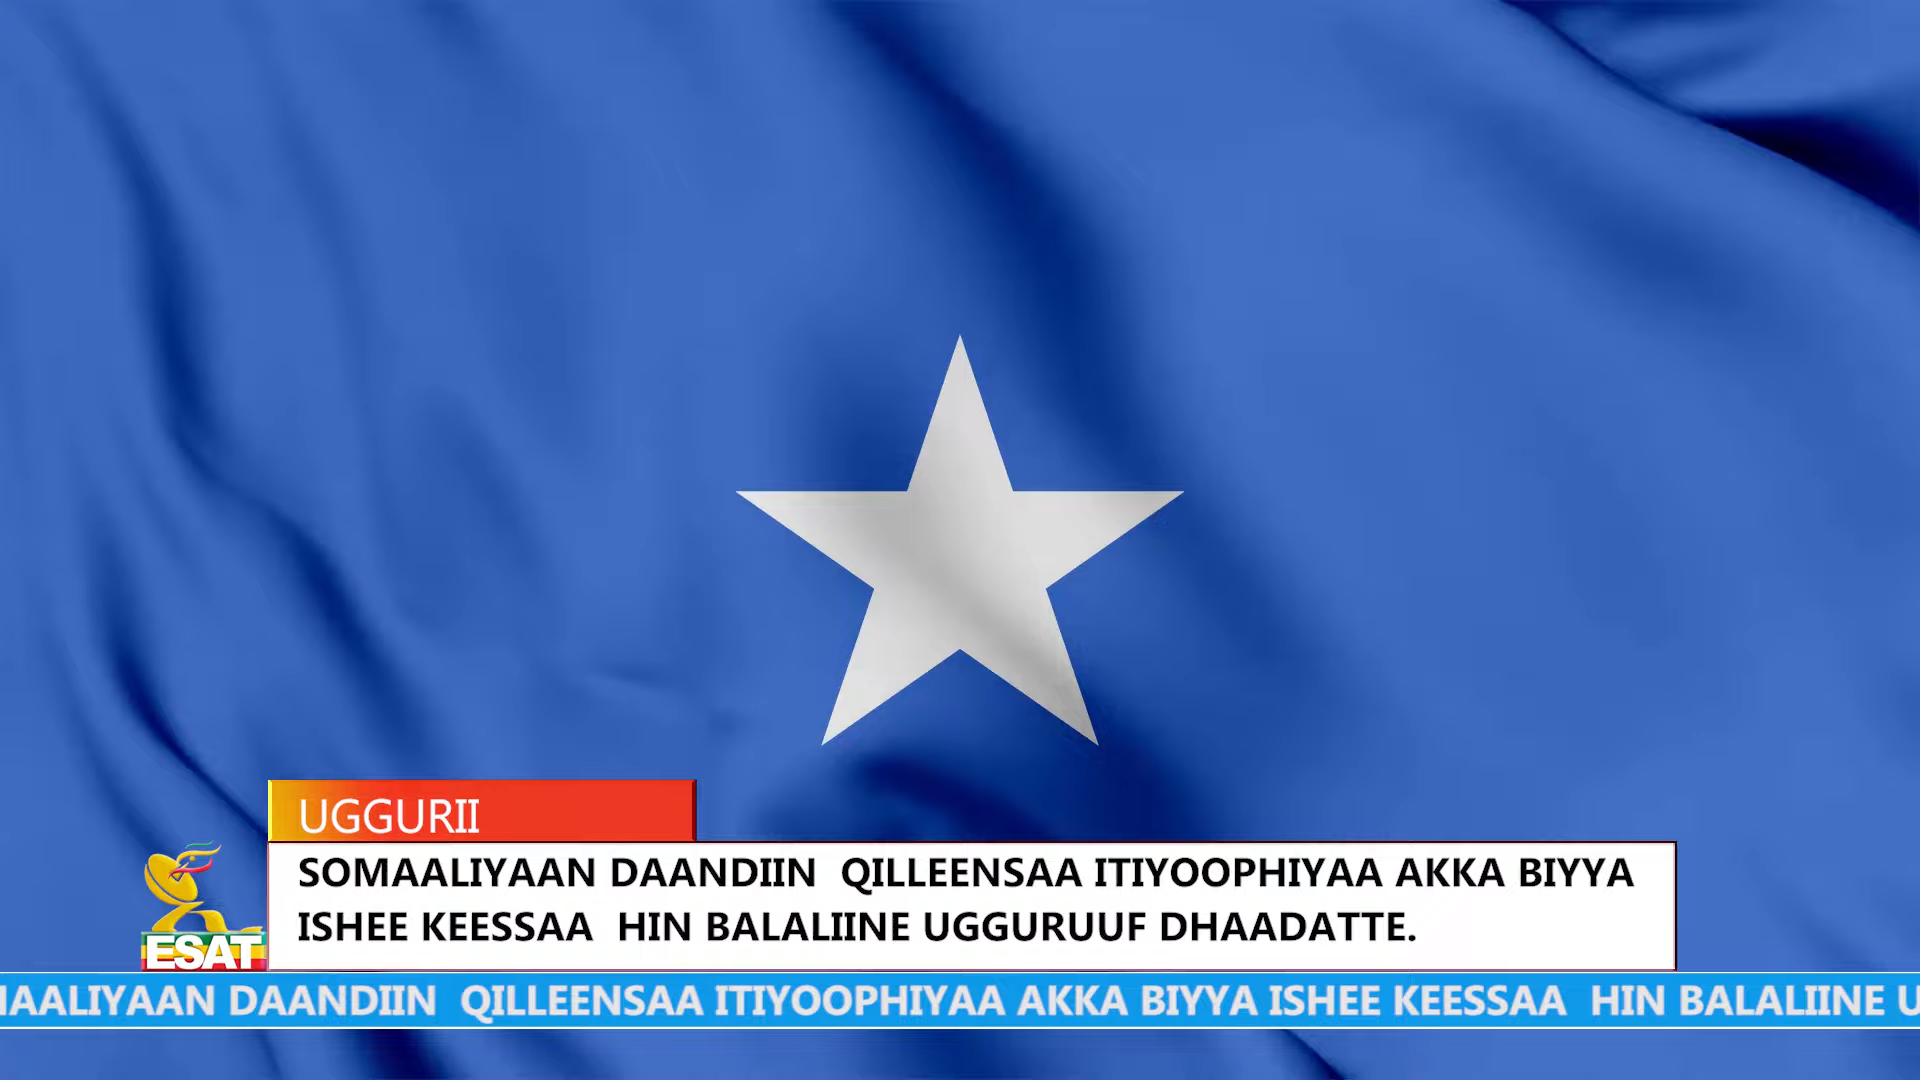 UGGURII
SOMAALIYAAN DAANDIIN QILLEENSAA ITIYOOPHIYAA AKKA BIYYA
ISHEE KEESSAA HIN BALALIINE UGGURUUF DHAADATTE.
ESAT
DAANDIIN QILLEENSAA ITIYOOPHIYAA AKKA BIYYA ISHEE KEESSAA HIN BALALIINE